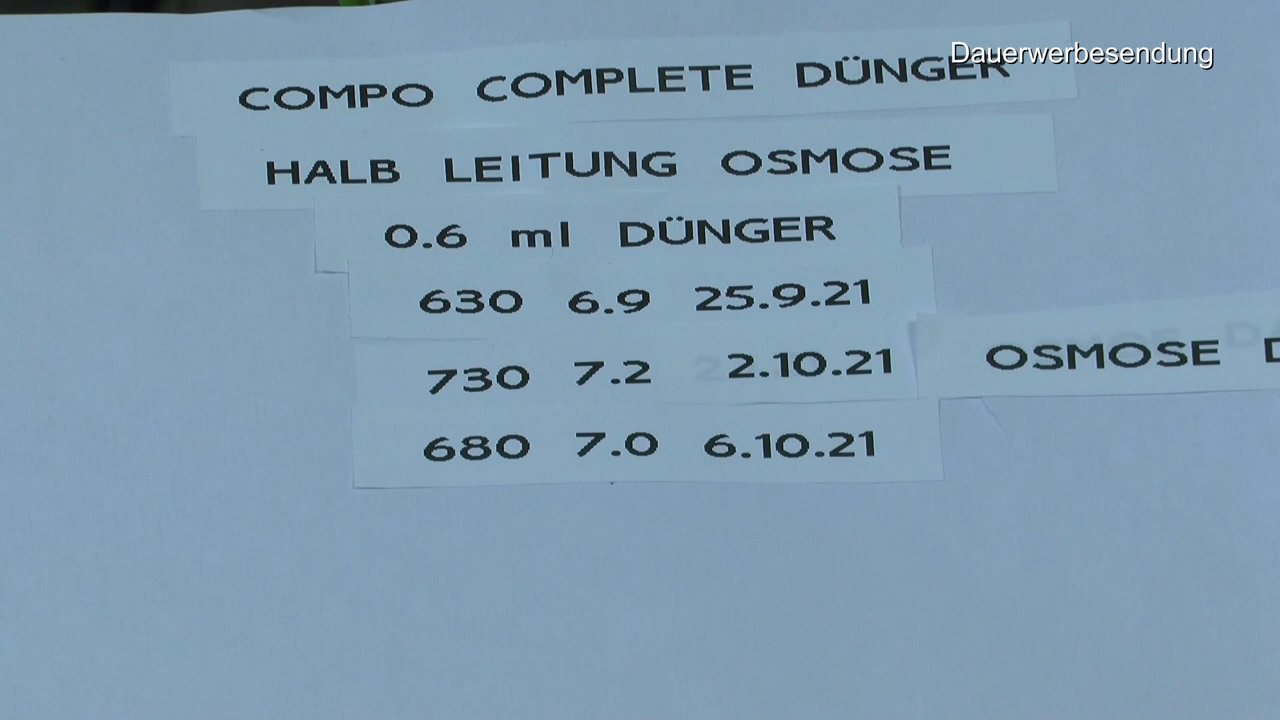 Dauerwerbesendung
COMPO COMPLETE DÜNGER
HALB LEITUNG OSMOSE
0.6 ml DÜNGER
630 6.9 25.9.21
730 7.2 2.10.21 OSMOSE
680 7.0 6.10.21